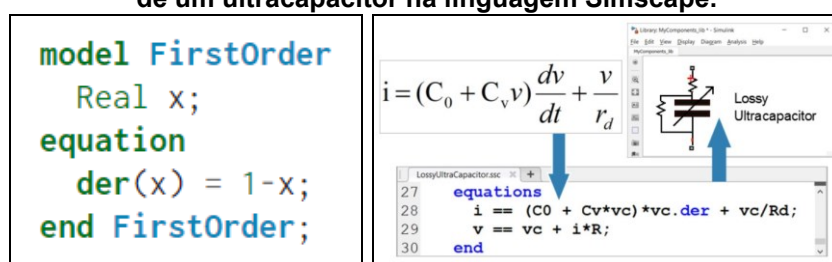 de um ultracapacitor na linguagem Simscape.
model FirstOrder
Real x;
equation
der(x) = 1-x;
end FirstOrder;
i = (C₀ + Cᵥv) dv/dt + v/r_d
Library: MyComponents_lib * - Simulink
File Edit View Display Diagram Analysis Help
MyComponents_lib
Lossy
Ultracapacitor
LossyUltraCapacitor.ssc
27 equations
28 i == (C0 + Cv*vc)*vc.der + vc/Rd;
29 v == vc + i*R;
30 end